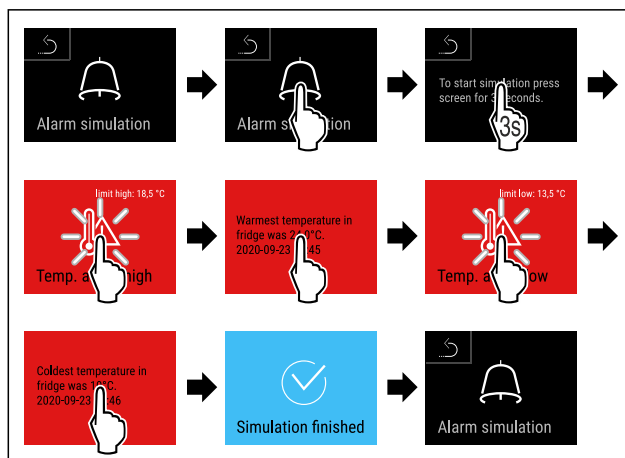 Alarm simulation
Alarm
To start simulation press
screen for 3 seconds.
3s
limit high: 18,5 °C
Temp. high
Warmest temperature in
fridge was °C.
2020-09-23 45
limit low: 13,5 °C
Temp.
Coldest temperature in
fridge was °C.
2020-09-23 46
Simulation finished
Alarm simulation